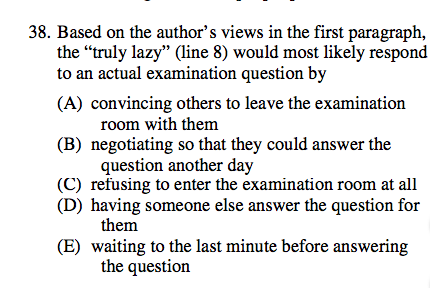 38. Based on the author's views in the first paragraph,
the “truly lazy” (line 8) would most likely respond
to an actual examination question by
(A) convincing others to leave the examination
room with them
(B) negotiating so that they could answer the
question another day
(C) refusing to enter the examination room at all
(D) having someone else answer the question for
them
(E) waiting to the last minute before answering
the question